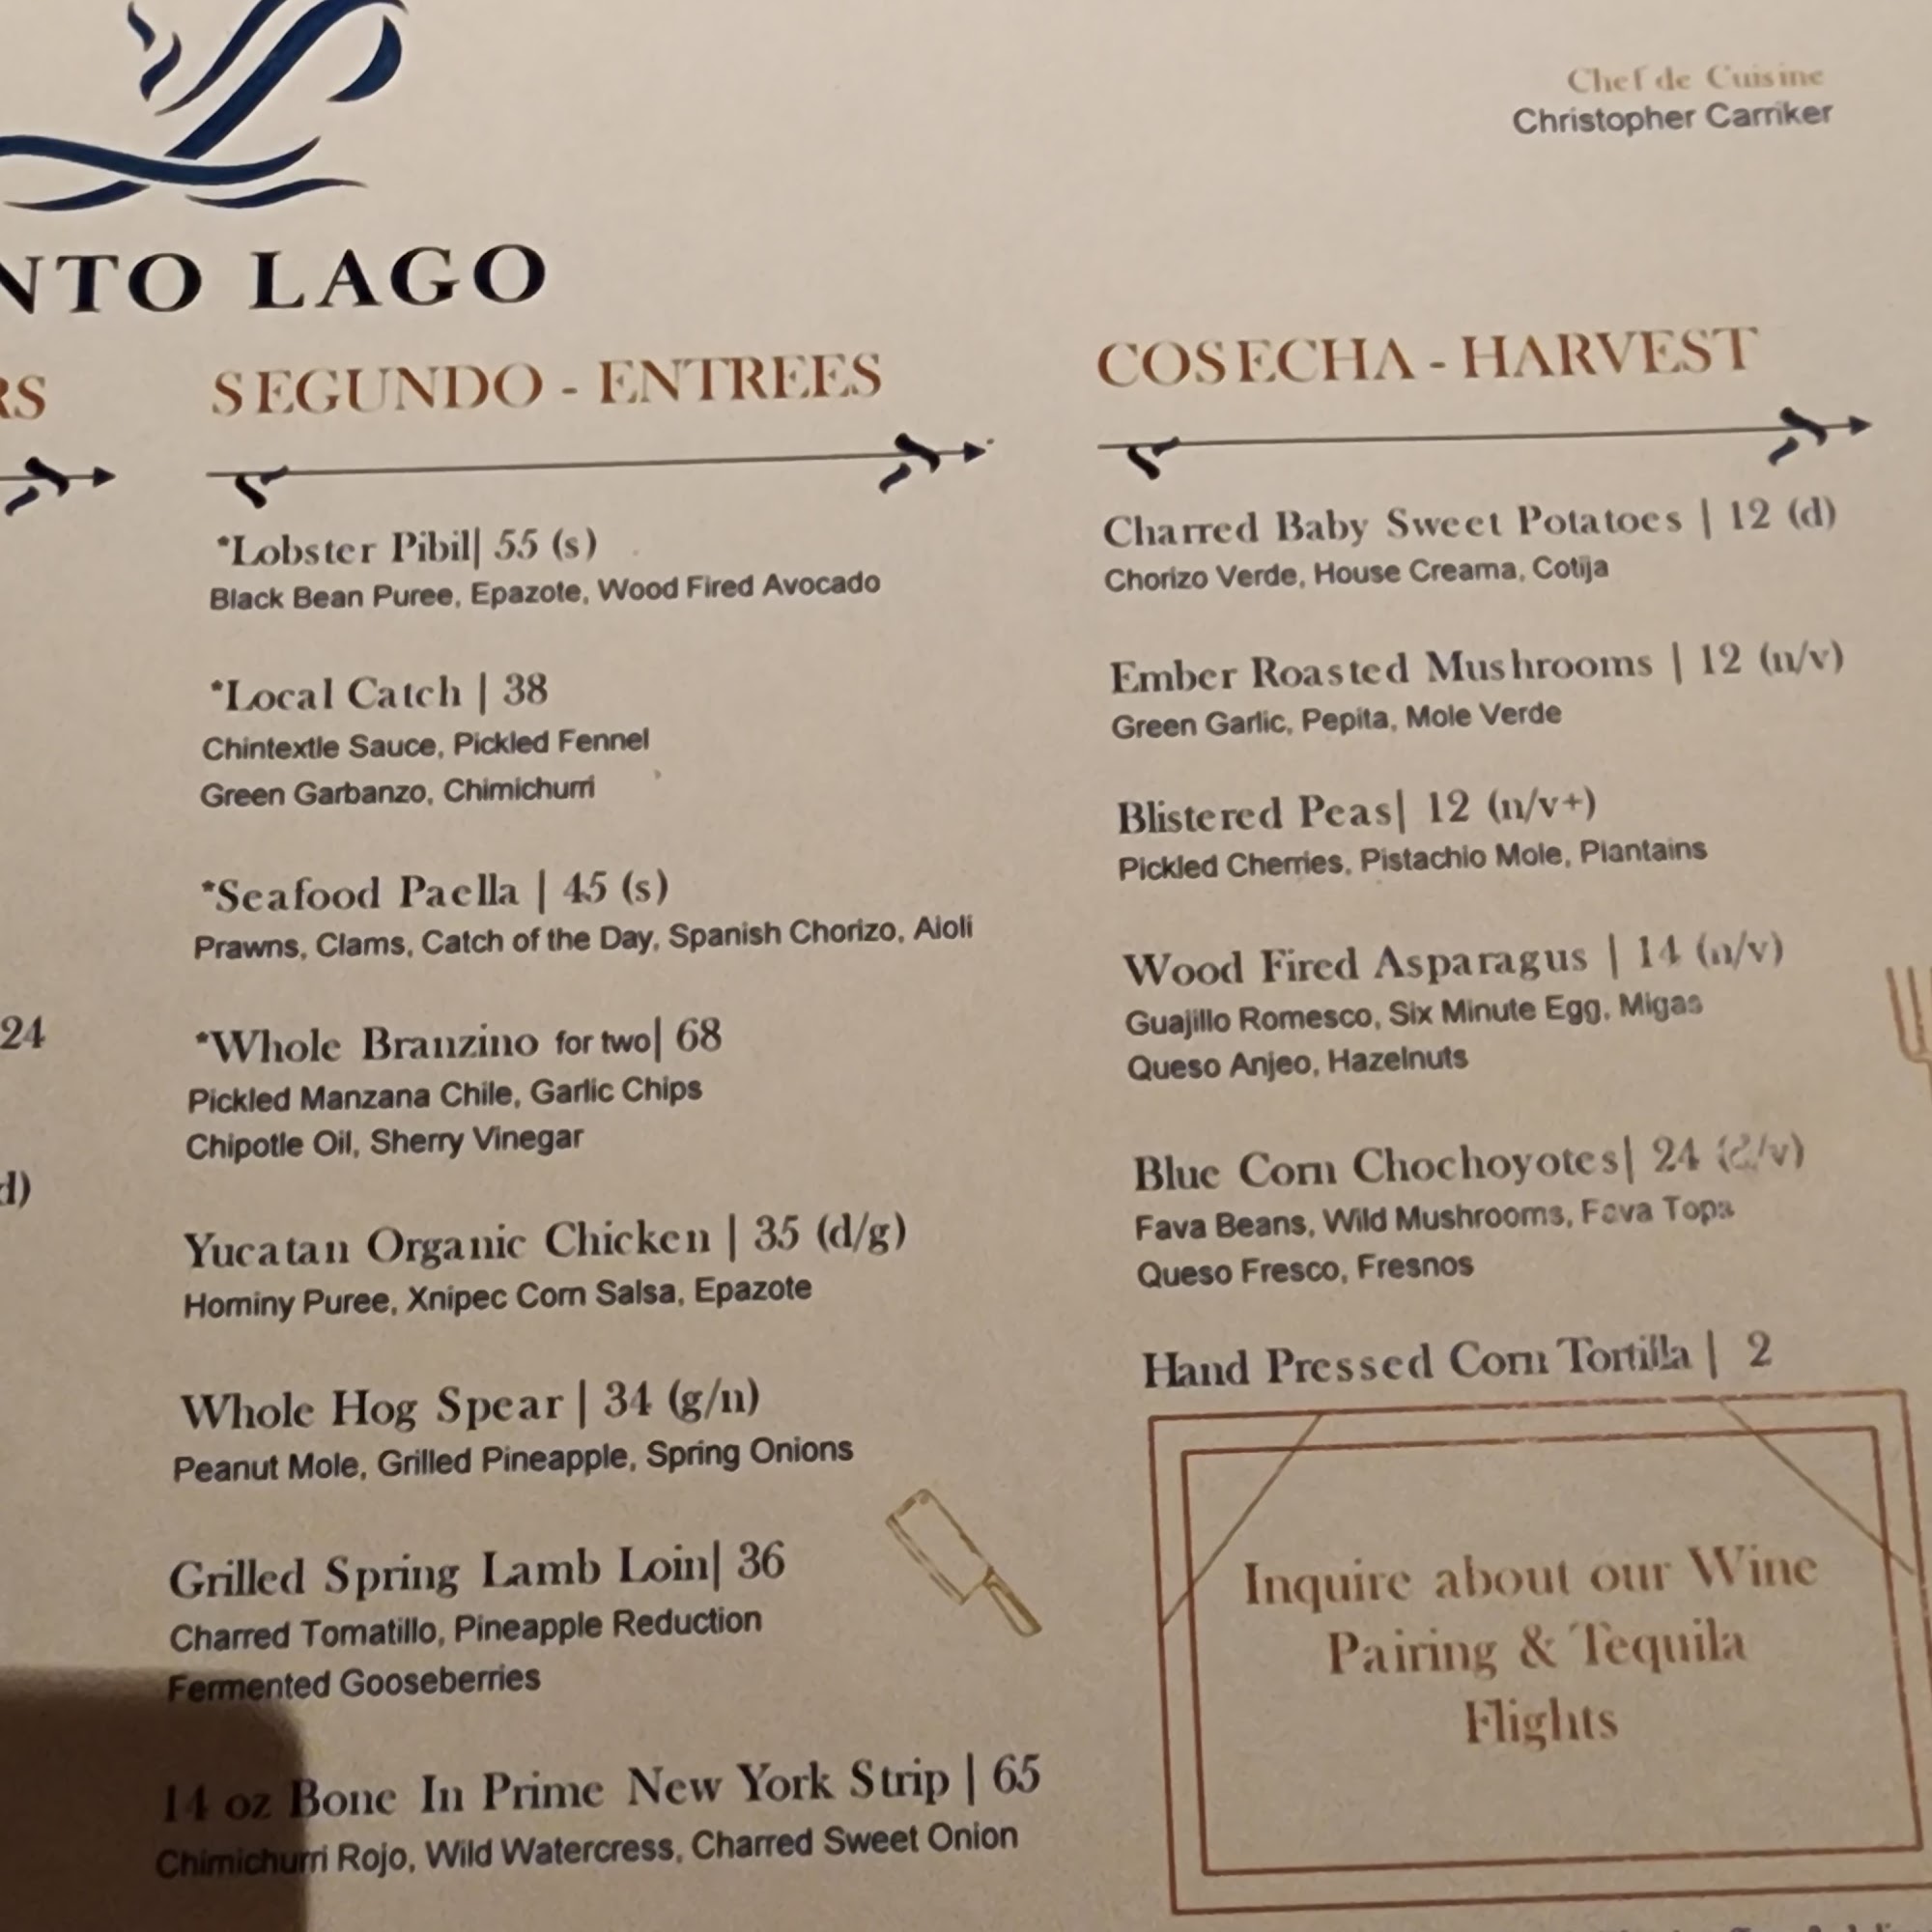 Chef de Cuisine
Christopher Carriker
NTO LAGO
RS
24
d)
SEGUNDO - ENTREES
*Lobster Pibil| 55 (s)
Black Bean Puree, Epazote, Wood Fired Avocado
*Local Catch | 38
Chintextle Sauce, Pickled Fennel
Green Garbanzo, Chimichurri
*Seafood Paella | 45 (s)
Prawns, Clams, Catch of the Day, Spanish Chorizo, Aioli
*Whole Branzino for two| 68
Pickled Manzana Chile, Garlic Chips
Chipotle Oil, Sherry Vinegar
Yucatan Organic Chicken | 35 (d/g)
Hominy Puree, Xnipec Corn Salsa, Epazote
Whole Hog Spear | 34 (g/n)
Peanut Mole, Grilled Pineapple, Spring Onions
Grilled Spring Lamb Loin| 36
Charred Tomatillo, Pineapple Reduction
Fermented Gooseberries
14 oz Bone In Prime New York Strip | 65
Chimichurri Rojo, Wild Watercress, Charred Sweet Onion
COSECHA - HARVEST
Charred Baby Sweet Potatoes | 12 (d)
Chorizo Verde, House Creama, Cotija
Ember Roasted Mushrooms | 12 (n/v)
Green Garlic, Pepita, Mole Verde
Blistered Peas| 12 (n/v+)
Pickled Cherries, Pistachio Mole, Plantains
Wood Fired Asparagus | 14 (n/v)
Guajillo Romesco, Six Minute Egg, Migas
Queso Anjeo, Hazelnuts
Blue Corn Chochoyotes| 24 (d/v)
Fava Beans, Wild Mushrooms, Fava Tops
Queso Fresco, Fresnos
Hand Pressed Corn Tortilla | 2
Inquire about our Wine
Pairing & Tequila
Flights